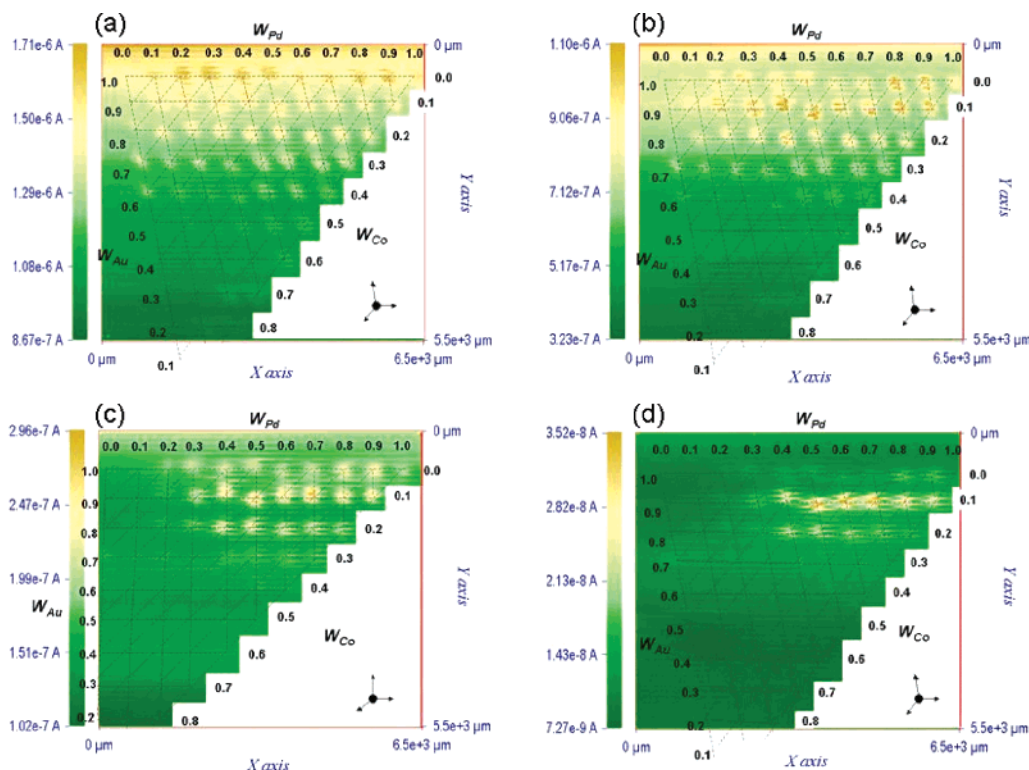 (a)
W_Pd
1.71e-6 A
0 µm
0.0 0.1 0.2 0.3 0.4 0.5 0.6 0.7 0.8 0.9 1.0
1.0
0.0
0.1
0.9
1.50e-6 A
0.2
0.8
0.3
0.7
Y axis
1.29e-6 A
0.4
0.6
0.5
W_Co
0.5
W_Au
0.6
1.08e-6 A
0.4
0.7
0.3
0.8
0.2
8.67e-7 A
5.5e+3 µm
0 µm
0.1
X axis
6.5e+3 µm
(b)
W_Pd
1.10e-6 A
0 µm
0.0 0.1 0.2 0.3 0.4 0.5 0.6 0.7 0.8 0.9 1.0
1.0
0.0
0.1
0.9
9.06e-7 A
0.2
0.8
0.3
0.7
Y axis
7.12e-7 A
0.4
0.6
0.5
W_Co
0.5
W_Au
0.6
5.17e-7 A
0.4
0.7
0.3
0.8
0.2
3.23e-7 A
5.5e+3 µm
0 µm
0.1
X axis
6.5e+3 µm
(c)
W_Pd
2.96e-7 A
0 µm
0.0 0.1 0.2 0.3 0.4 0.5 0.6 0.7 0.8 0.9 1.0
1.0
0.0
0.9
0.1
2.47e-7 A
0.8
0.2
0.7
0.3
Y axis
1.99e-7 A
0.6
0.4
W_Au
0.5
0.5
W_Co
0.4
0.6
1.51e-7 A
0.3
0.7
0.2
0.8
1.02e-7 A
5.5e+3 µm
0 µm
X axis
6.5e+3 µm
(d)
W_Pd
3.52e-8 A
0 µm
0.0 0.1 0.2 0.3 0.4 0.5 0.6 0.7 0.8 0.9 1.0
1.0
0.0
0.1
0.9
2.82e-8 A
0.2
0.8
0.3
0.7
Y axis
2.13e-8 A
0.4
0.6
0.5
W_Co
0.5
W_Au
0.6
1.43e-8 A
0.4
0.7
0.3
0.8
0.2
7.27e-9 A
5.5e+3 µm
0 µm
0.1
X axis
6.5e+3 µm